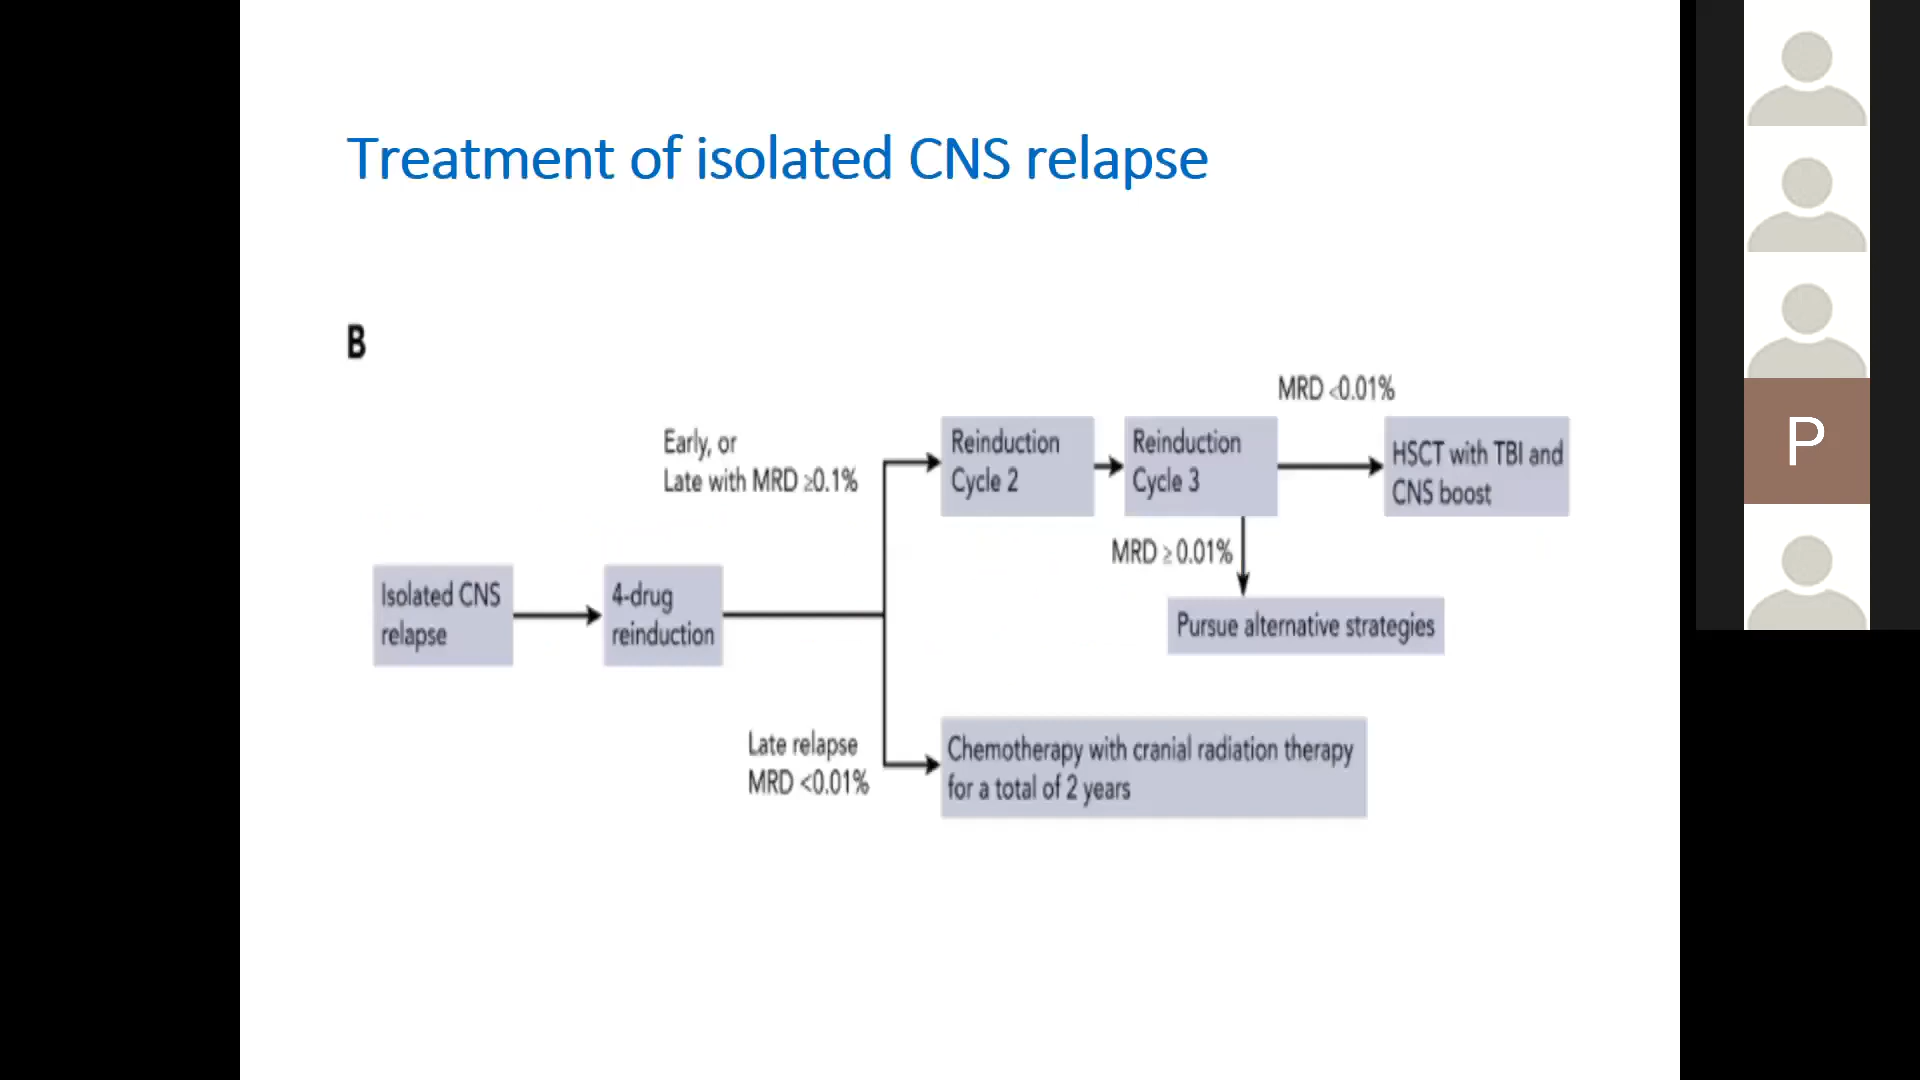 Treatment of isolated CNS relapse
B
MRD <0.01%
Early, or
Late with MRD ≥0.1%
Reinduction
Cycle 2
Reinduction
Cycle 3
HSCT with TBI and
CNS boost
MRD ≥ 0.01%
Isolated CNS
relapse
4-drug
reinduction
Pursue alternative strategies
Late relapse
MRD <0.01%
Chemotherapy with cranial radiation therapy
for a total of 2 years
P